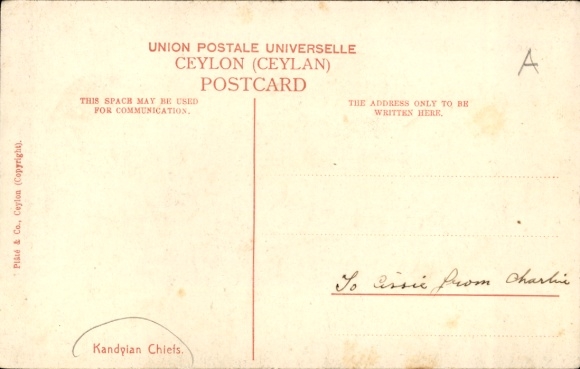 UNION POSTALE UNIVERSELLE
CEYLON (CEYLAN)
POSTCARD
A
THIS SPACE MAY BE USED
FOR COMMUNICATION.
THE ADDRESS ONLY TO BE
WRITTEN HERE.
Plâté & Co., Ceylon (Copyright).
To Cissie from Charlie
Kandyian Chiefs.